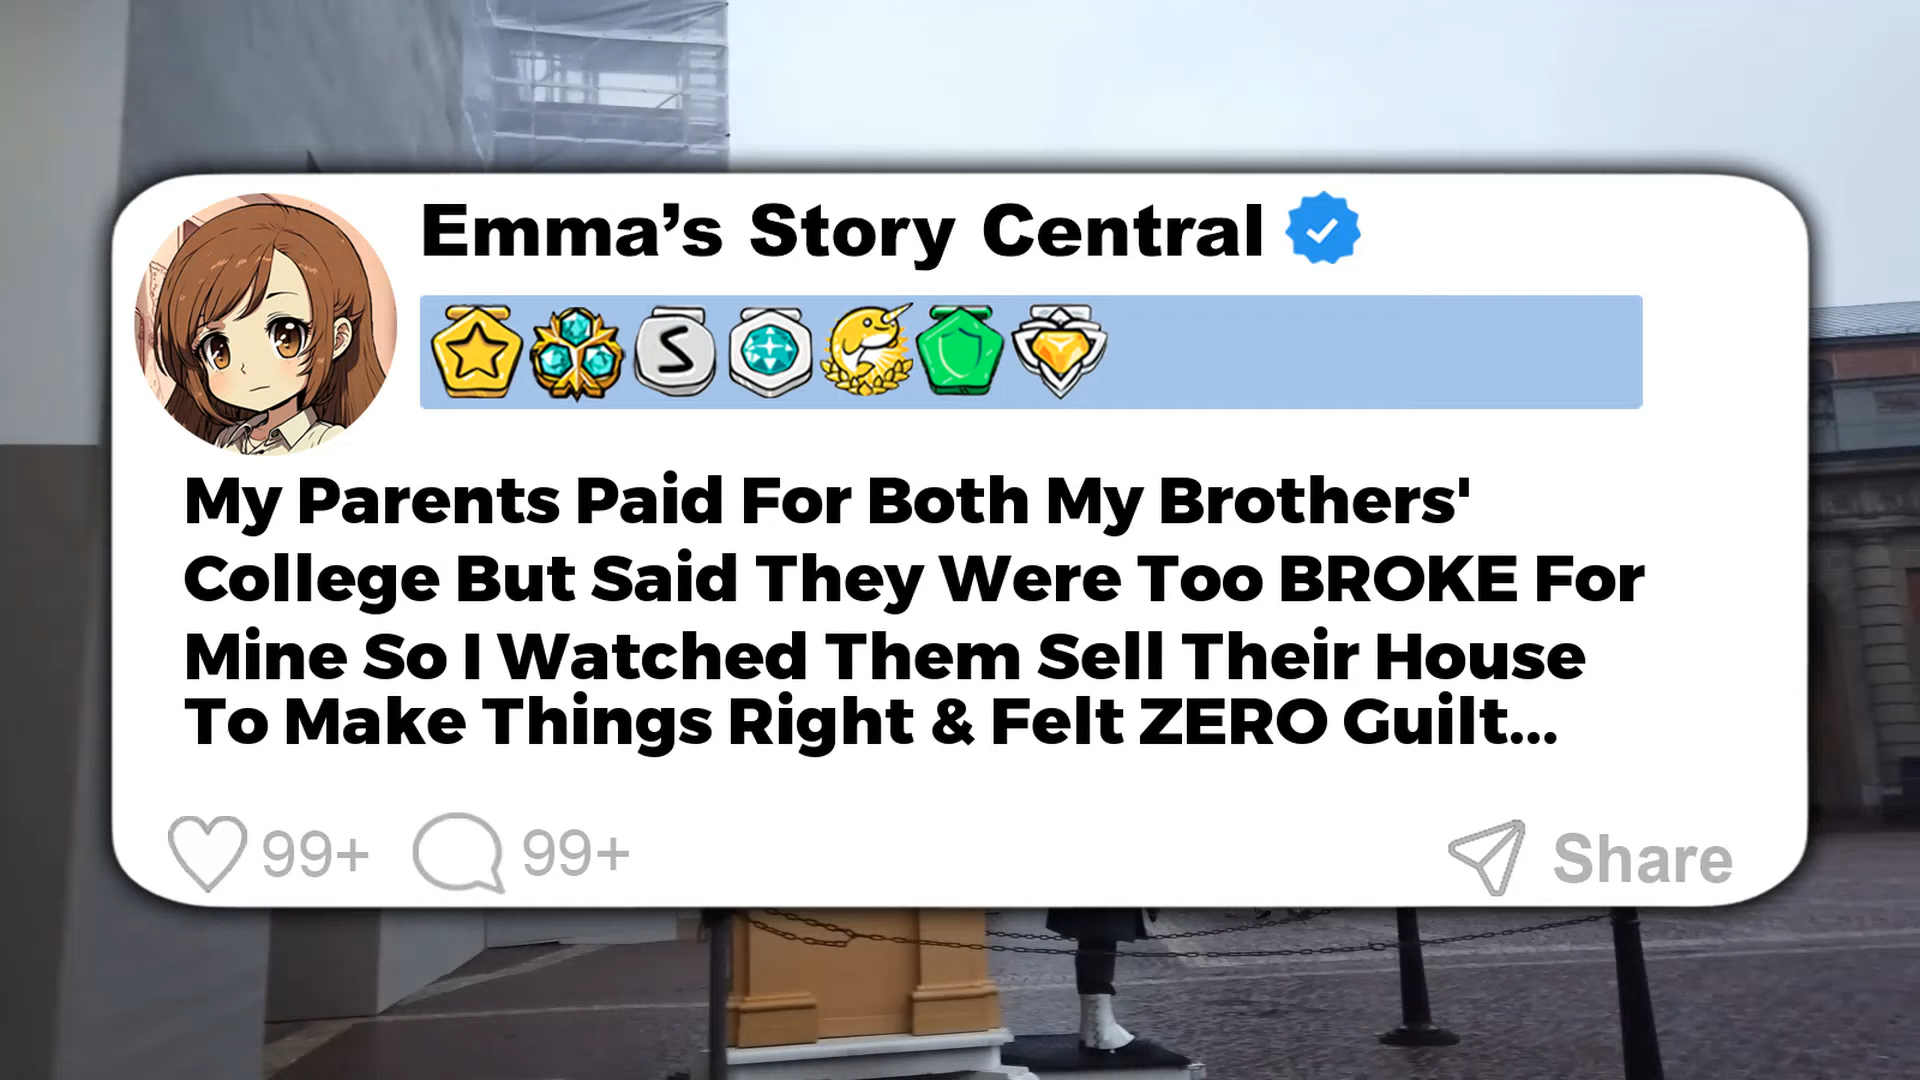 Emma’s Story Central
S
My Parents Paid For Both My Brothers'
College But Said They Were Too BROKE For
Mine So I Watched Them Sell Their House
To Make Things Right & Felt ZERO Guilt...
99+ 99+ Share